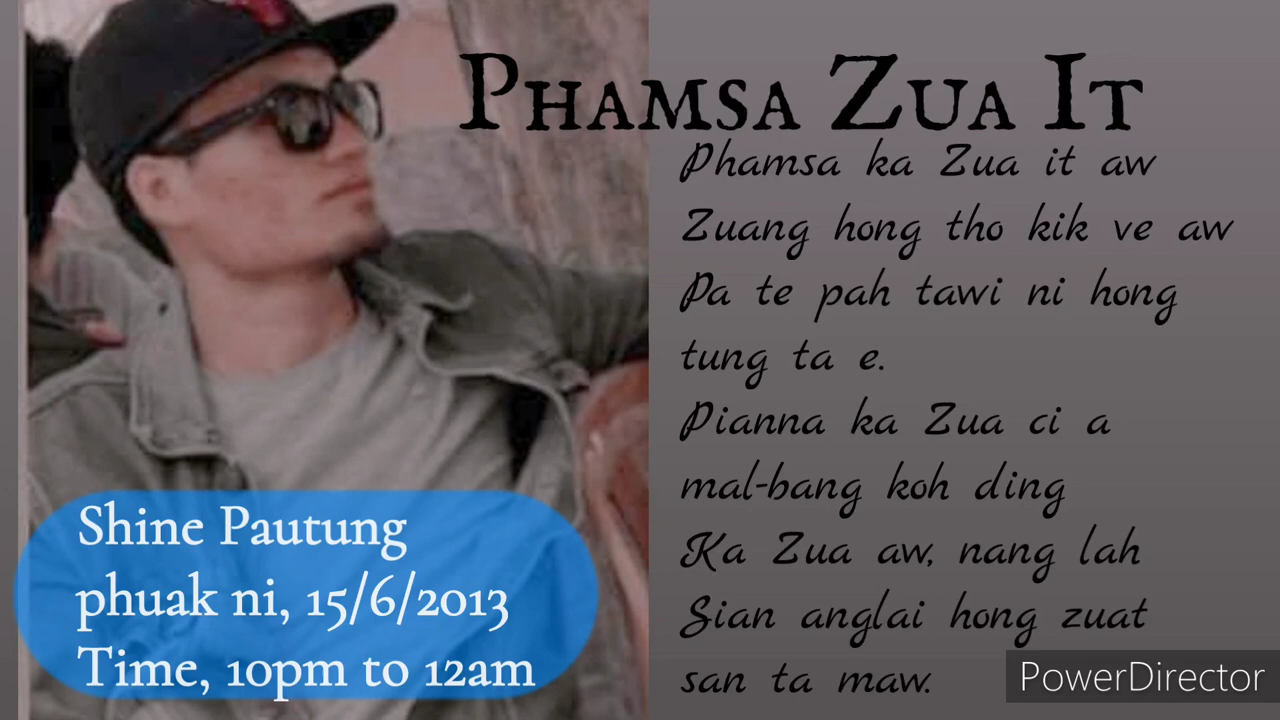 Phamsa Zua It
Phamsa ka Zua it aw
Zuang hong tho kik ve aw
Pa te pah tawi ni hong
tung ta e.
Pianna ka Zua ci a
mal-bang koh ding
Ka Zua aw, nang lah
Sian anglai hong zuat
san ta maw.
Shine Pautung
phuak ni, 15/6/2013
Time, 10pm to 12am
PowerDirector